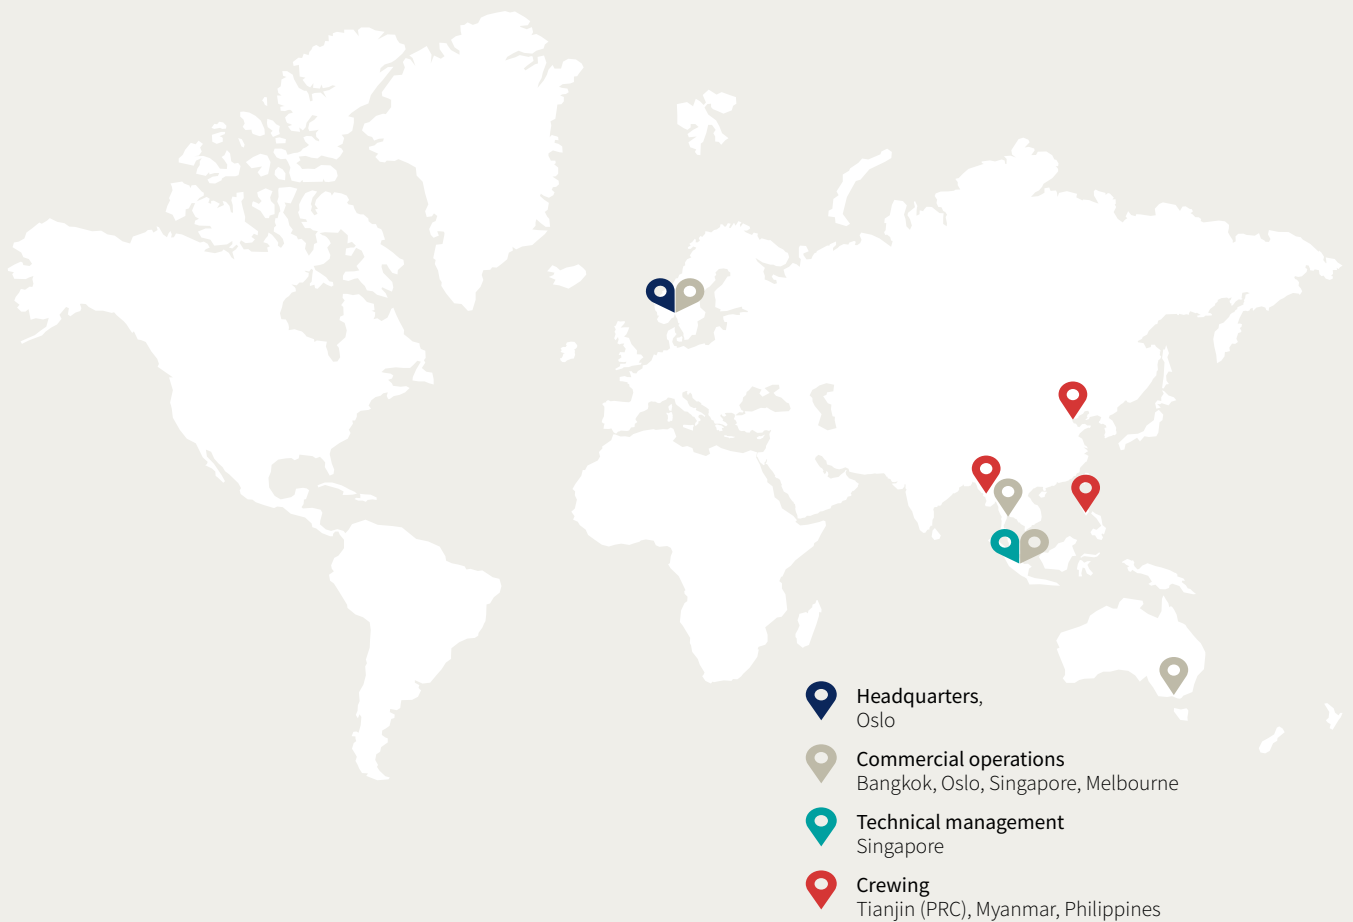 Headquarters,
Oslo
Commercial operations
Bangkok, Oslo, Singapore, Melbourne
Technical management
Singapore
Crewing
Tianjin (PRC), Myanmar, Philippines